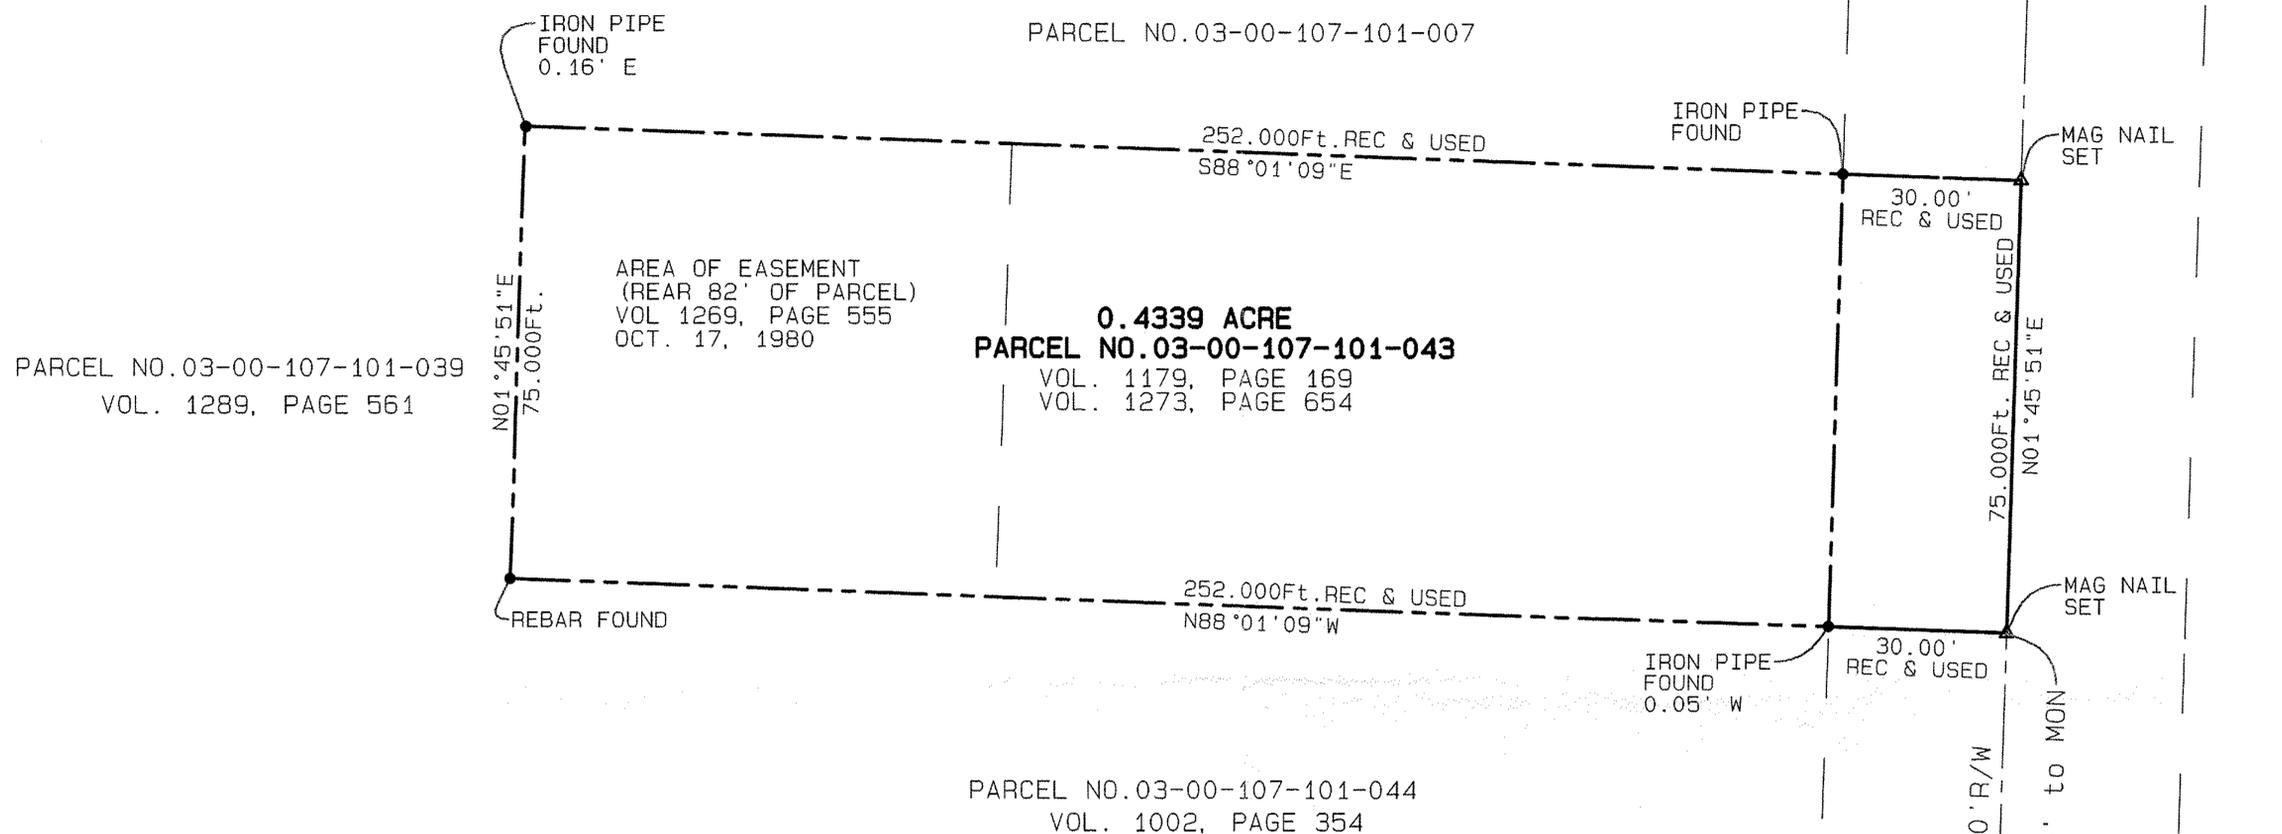 IRON PIPE
FOUND
0.16' E
PARCEL NO.03-00-107-101-007
IRON PIPE
FOUND
MAG NAIL
SET
252.000Ft.REC & USED
S88°01'09"E
30.00'
REC & USED
AREA OF EASEMENT
(REAR 82' OF PARCEL)
VOL 1269, PAGE 555
OCT. 17, 1980
0.4339 ACRE
PARCEL NO.03-00-107-101-043
VOL. 1179, PAGE 169
VOL. 1273, PAGE 654
PARCEL NO.03-00-107-101-039
VOL. 1289, PAGE 561
N01°45'51"E
75.000Ft.
75.000Ft. REC & USED
N01°45'51"E
252.000Ft.REC & USED
N88°01'09"W
REBAR FOUND
MAG NAIL
SET
30.00'
REC & USED
IRON PIPE
FOUND
0.05' W
PARCEL NO.03-00-107-101-044
VOL. 1002, PAGE 354
0'R/W
' to MON